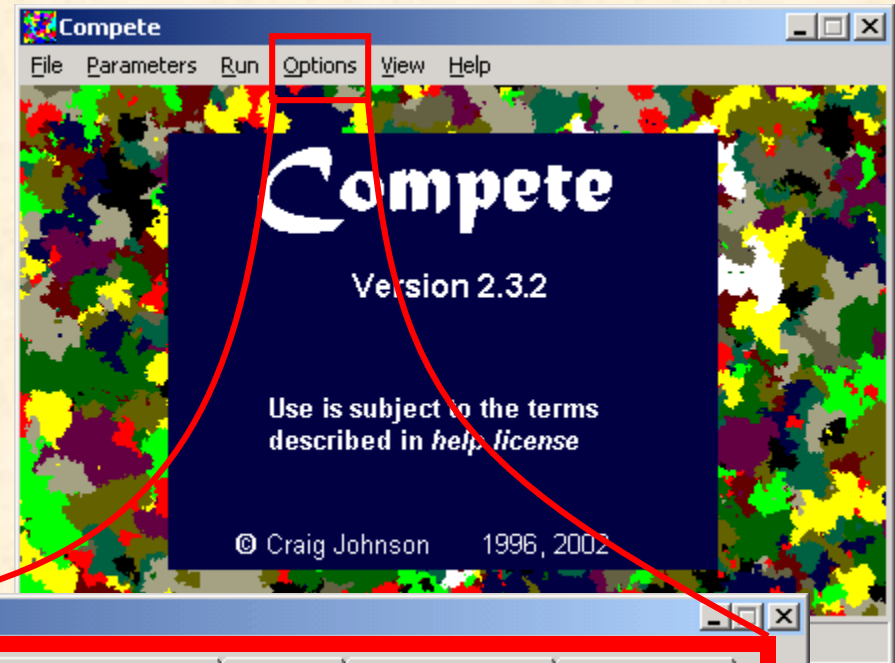 Compete
File Parameters Run Options View Help
Compete
Version 2.3.2
Use is subject to the terms
described in help license
© Craig Johnson 1996, 2002